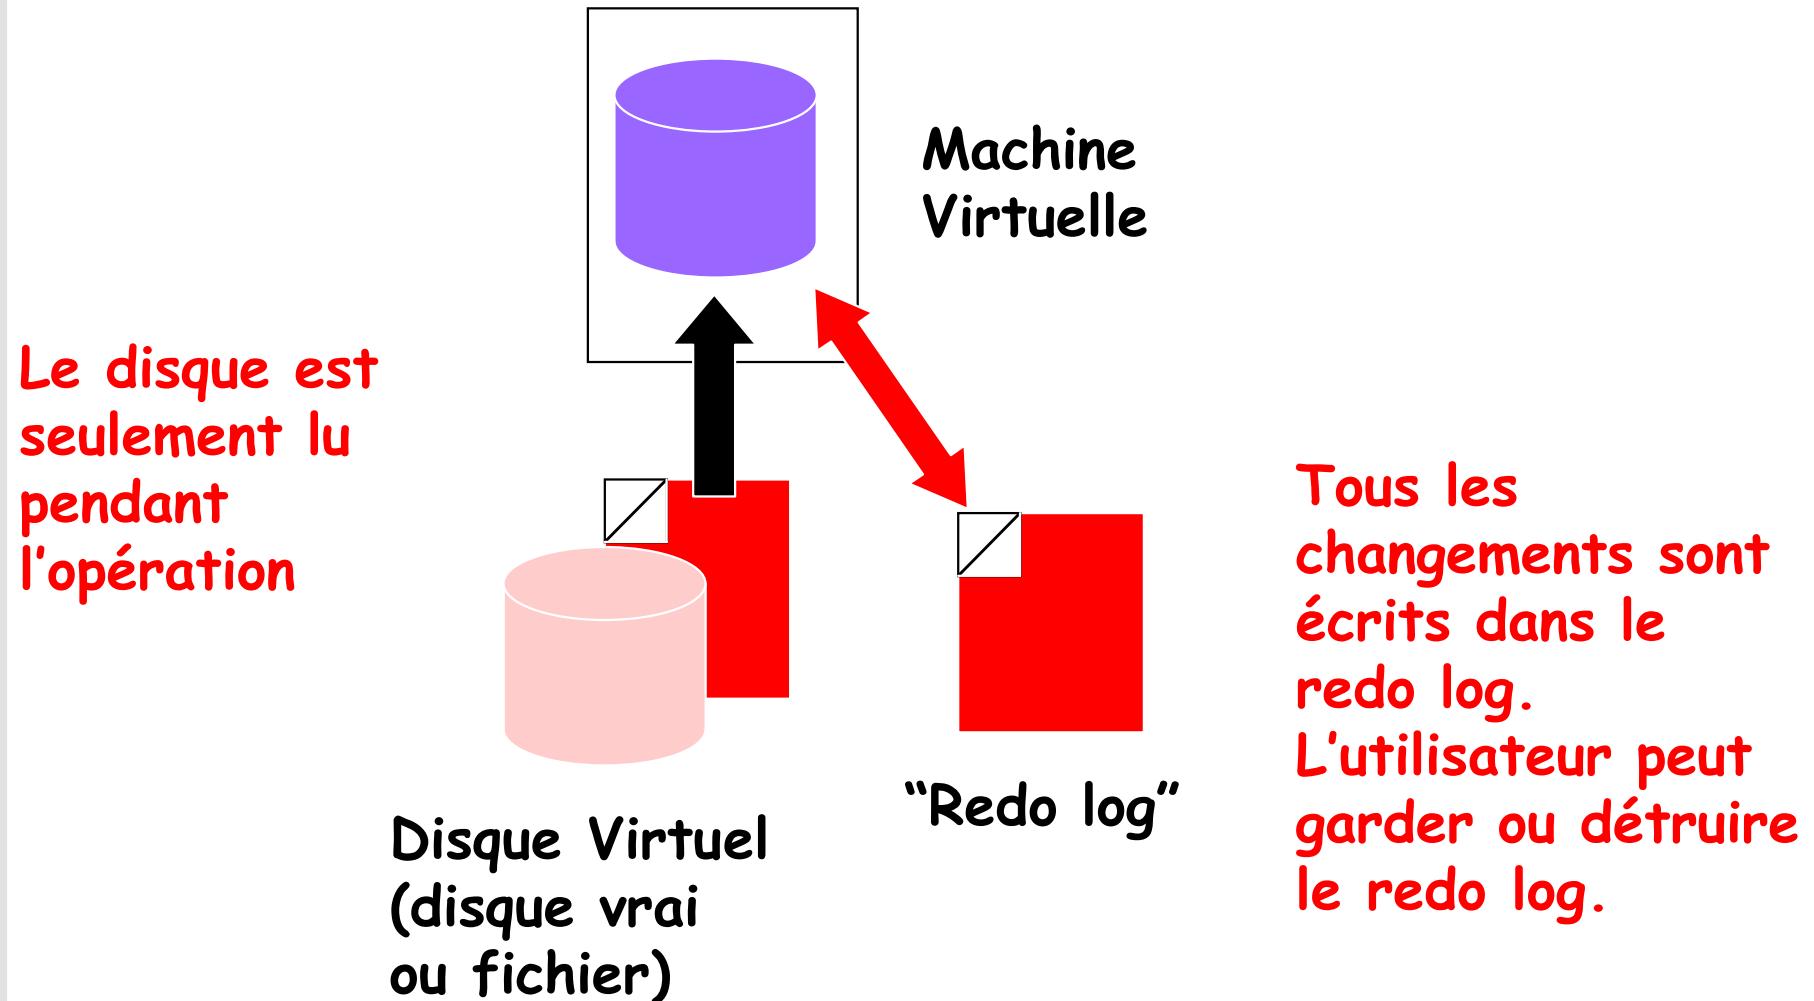 Machine
Virtuelle
Le disque est
seulement lu
pendant
l’opération
Tous les
changements sont
écrits dans le
redo log.
L’utilisateur peut
garder ou détruire
le redo log.
“Redo log”
Disque Virtuel
(disque vrai
ou fichier)